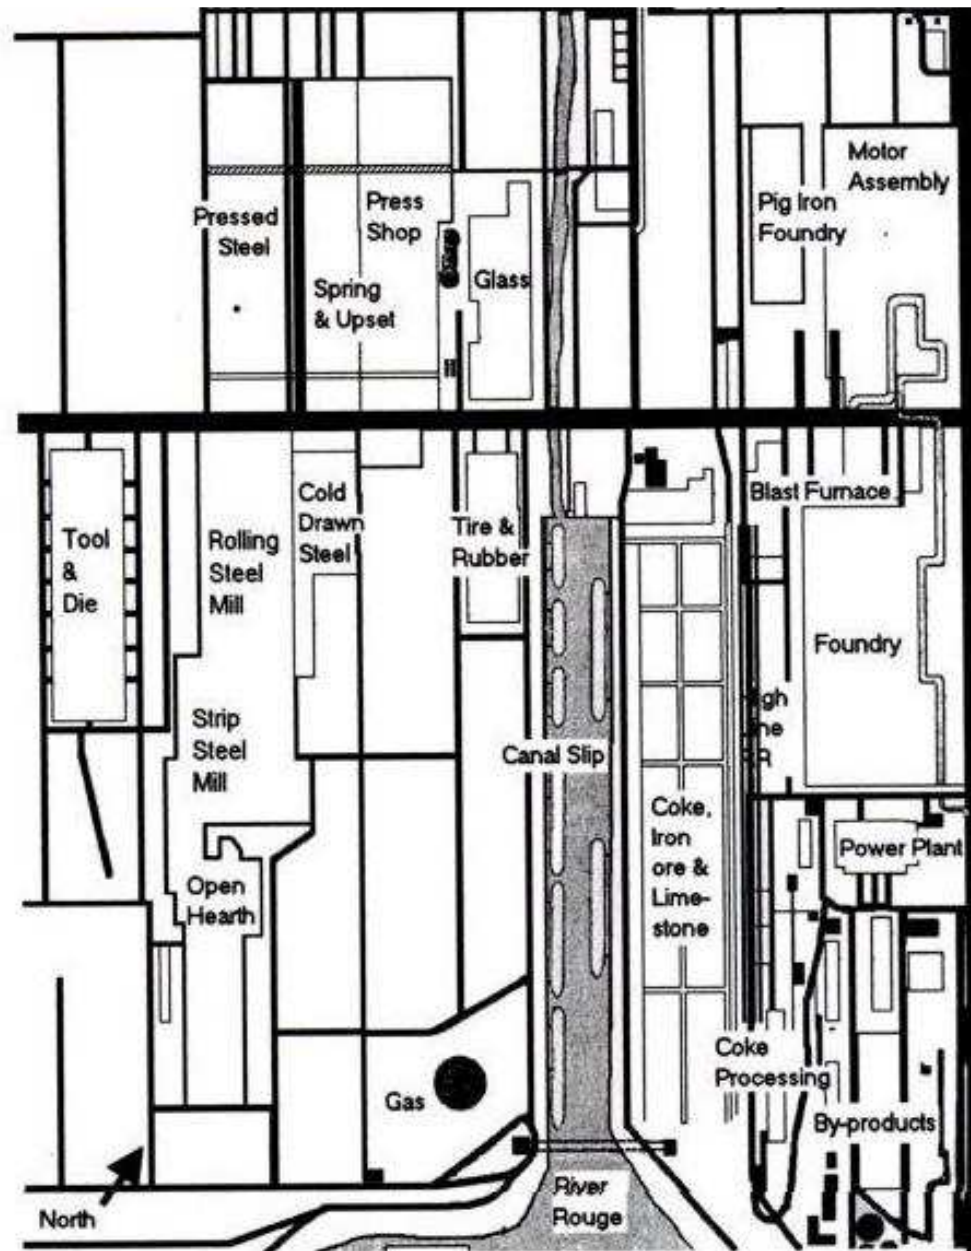 Motor
Assembly
Pig Iron
Foundry
Press
Shop
Pressed
Steel
Glass
Spring
& Upset
Blast Furnace
Cold
Drawn
Steel
Tire &
Rubber
Tool
&
Die
Rolling
Steel
Mill
Foundry
Strip
Steel
Mill
Canal Slip
Coke,
Iron
ore &
Lime-
stone
Power Plant
Open
Hearth
Coke
Processing
Gas
By-products
River
Rouge
North